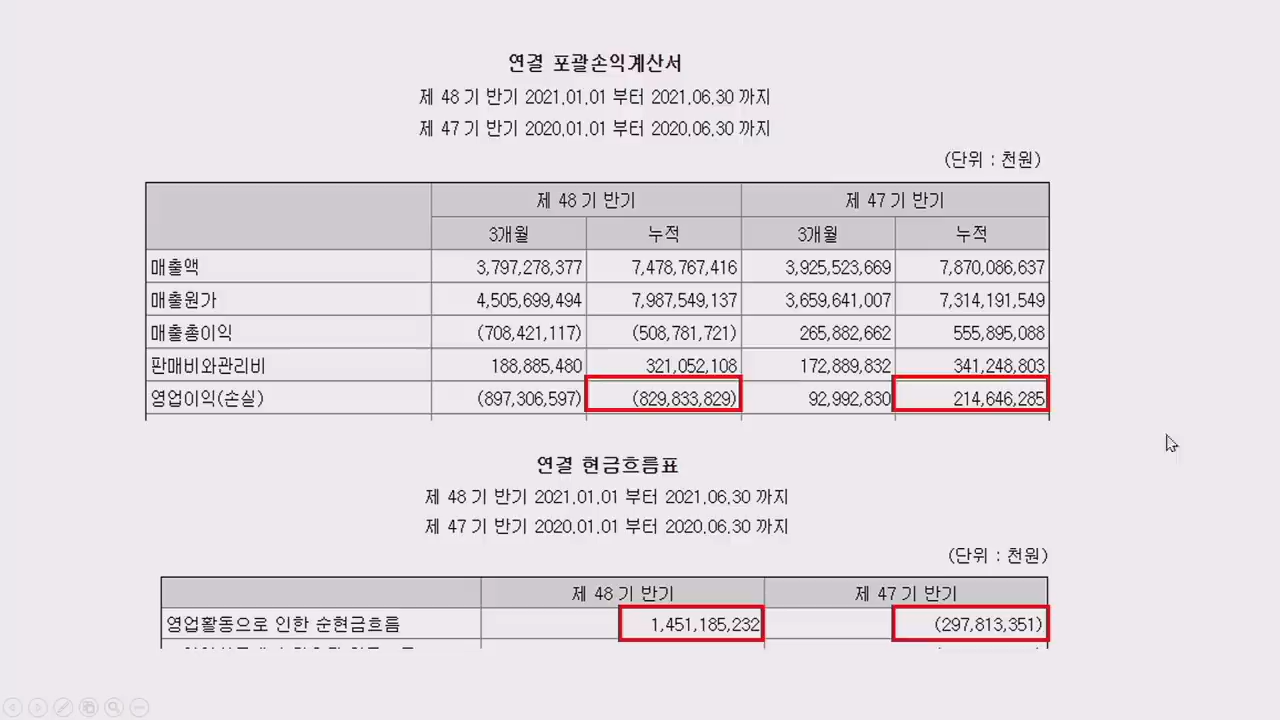 연결 포괄손익계산서
제 48 기 반기 2021.01.01 부터 2021.06.30 까지
제 47 기 반기 2020.01.01 부터 2020.06.30 까지
(단위 : 천원)
제 48 기 반기 제 47 기 반기
3개월 누적 3개월 누적
매출액 3,797,278,377 7,478,767,416 3,925,523,669 7,870,086,637
매출원가 4,505,699,494 7,987,549,137 3,659,641,007 7,314,191,549
매출총이익 (708,421,117) (508,781,721) 265,882,662 555,895,088
판매비와관리비 188,885,480 321,052,108 172,889,832 341,248,803
영업이익(손실) (897,306,597) (829,833,829) 92,992,830 214,646,285
연결 현금흐름표
제 48 기 반기 2021.01.01 부터 2021.06.30 까지
제 47 기 반기 2020.01.01 부터 2020.06.30 까지
(단위 : 천원)
제 48 기 반기 제 47 기 반기
영업활동으로 인한 순현금흐름 1,451,185,232 (297,813,351)